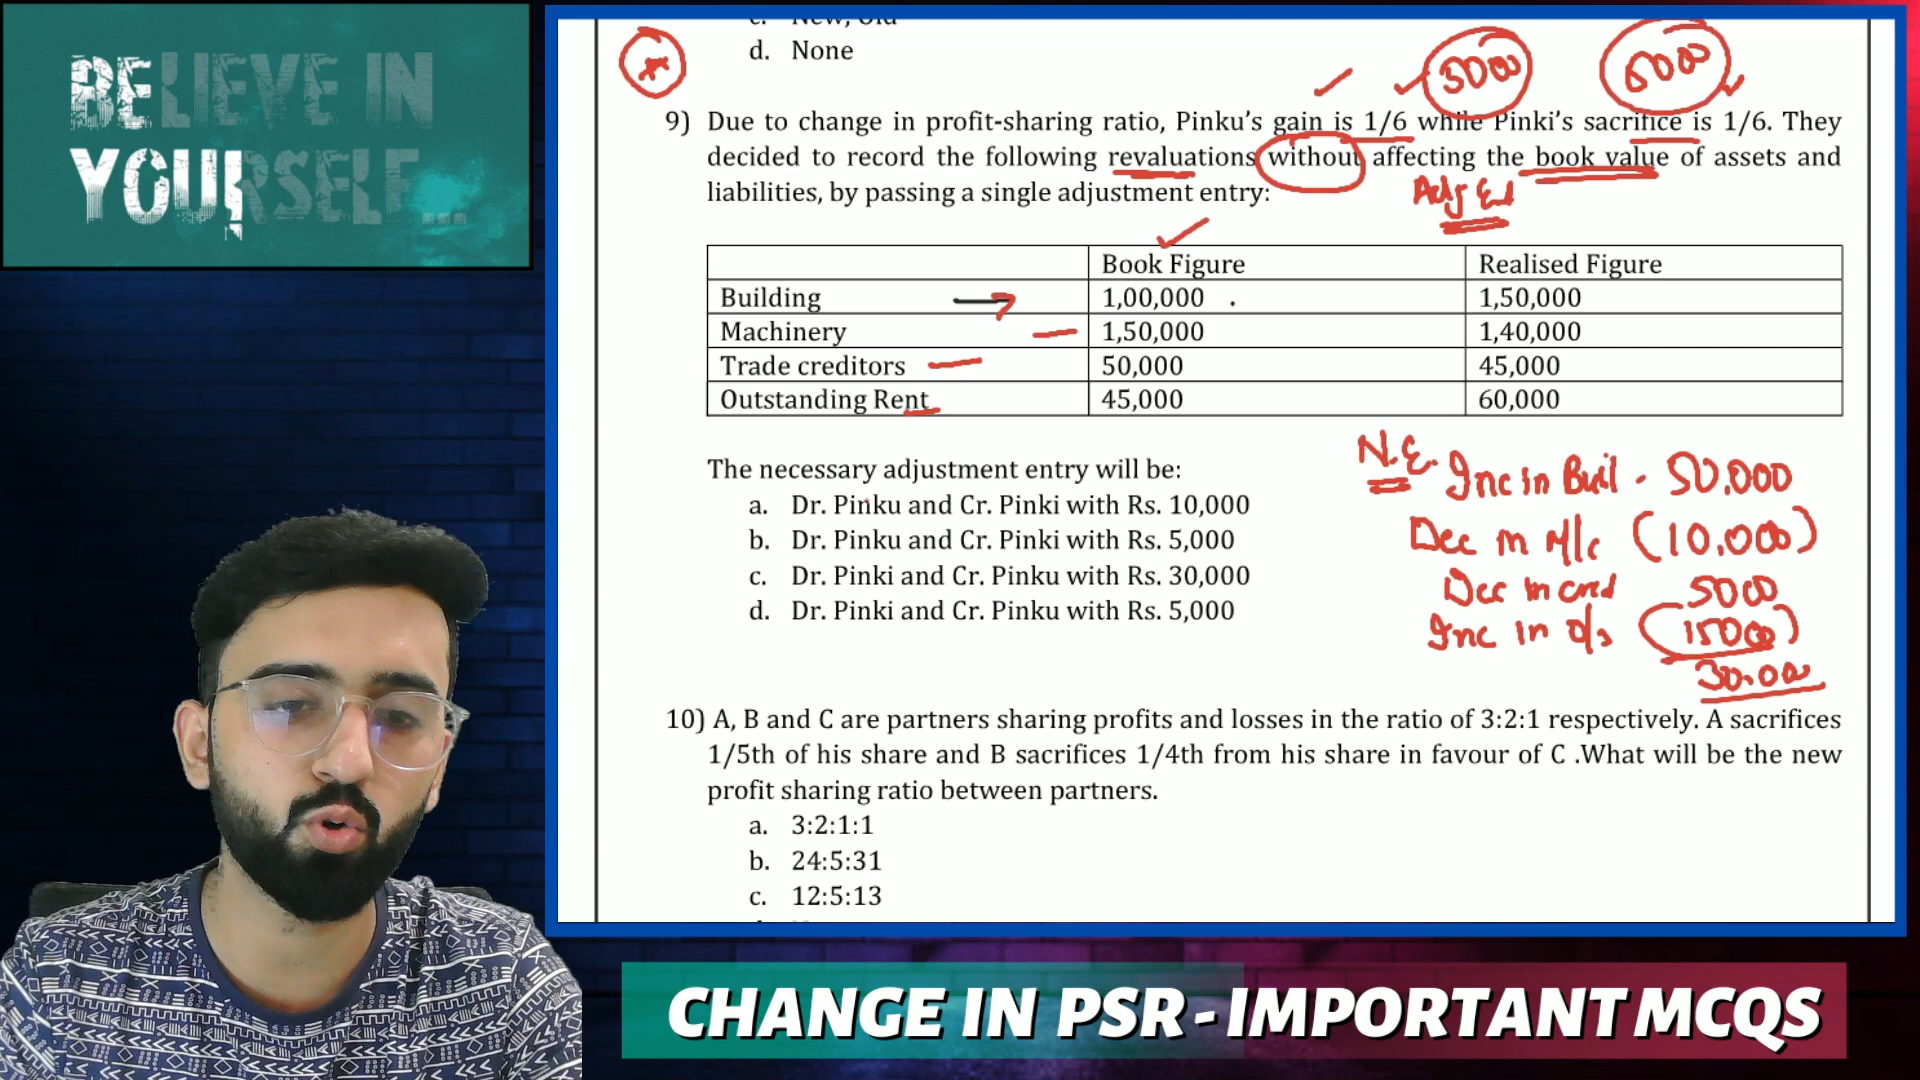 BELIEVE IN
YOURSELF...
c. New, Old
d. None
5000
5000
9) Due to change in profit-sharing ratio, Pinku's gain is 1/6 while Pinki's sacrifice is 1/6. They
decided to record the following revaluations without affecting the book value of assets and
liabilities, by passing a single adjustment entry:
Adj
Book Figure Realised Figure
Building 1,00,000 1,50,000
Machinery 1,50,000 1,40,000
Trade creditors 50,000 45,000
Outstanding Rent 45,000 60,000
The necessary adjustment entry will be:
a. Dr. Pinku and Cr. Pinki with Rs. 10,000
b. Dr. Pinku and Cr. Pinki with Rs. 5,000
c. Dr. Pinki and Cr. Pinku with Rs. 30,000
d. Dr. Pinki and Cr. Pinku with Rs. 5,000
N.E.
Inc in Buil - 50,000
Dec in M/c (10,000)
Dec in cred 5000
Inc in o/s (15000)
30,000
10) A, B and C are partners sharing profits and losses in the ratio of 3:2:1 respectively. A sacrifices
1/5th of his share and B sacrifices 1/4th from his share in favour of C .What will be the new
profit sharing ratio between partners.
a. 3:2:1:1
b. 24:5:31
c. 12:5:13
CHANGE IN PSR - IMPORTANT MCQS